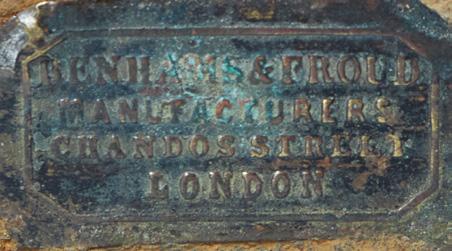 BENHAMS & FROUD
MANUFACTURERS
CHANDOS STREET
LONDON